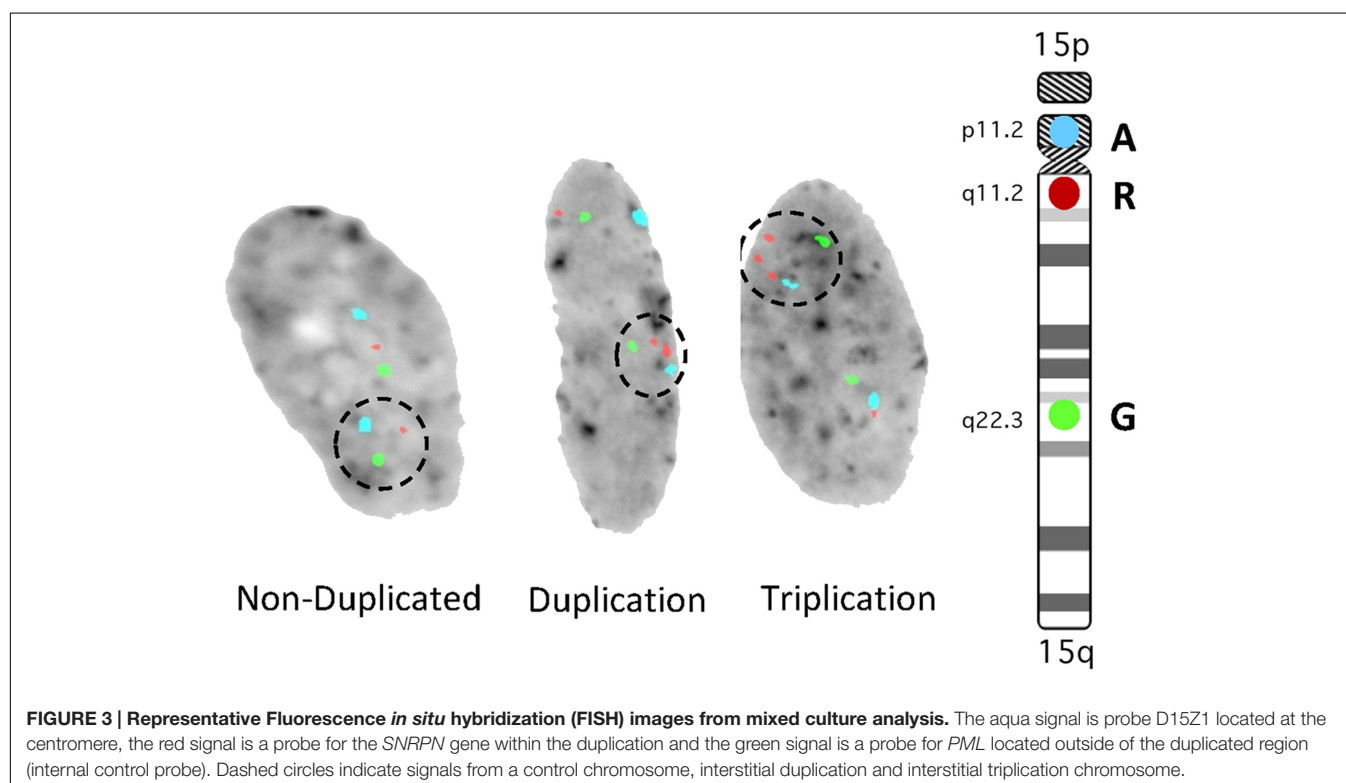 15p
p11.2 A
q11.2 R
q22.3 G
15q
Non-Duplicated Duplication Triplication
FIGURE 3 | Representative Fluorescence in situ hybridization (FISH) images from mixed culture analysis. The aqua signal is probe D15Z1 located at the
centromere, the red signal is a probe for the SNRPN gene within the duplication and the green signal is a probe for PML located outside of the duplicated region
(internal control probe). Dashed circles indicate signals from a control chromosome, interstitial duplication and interstitial triplication chromosome.